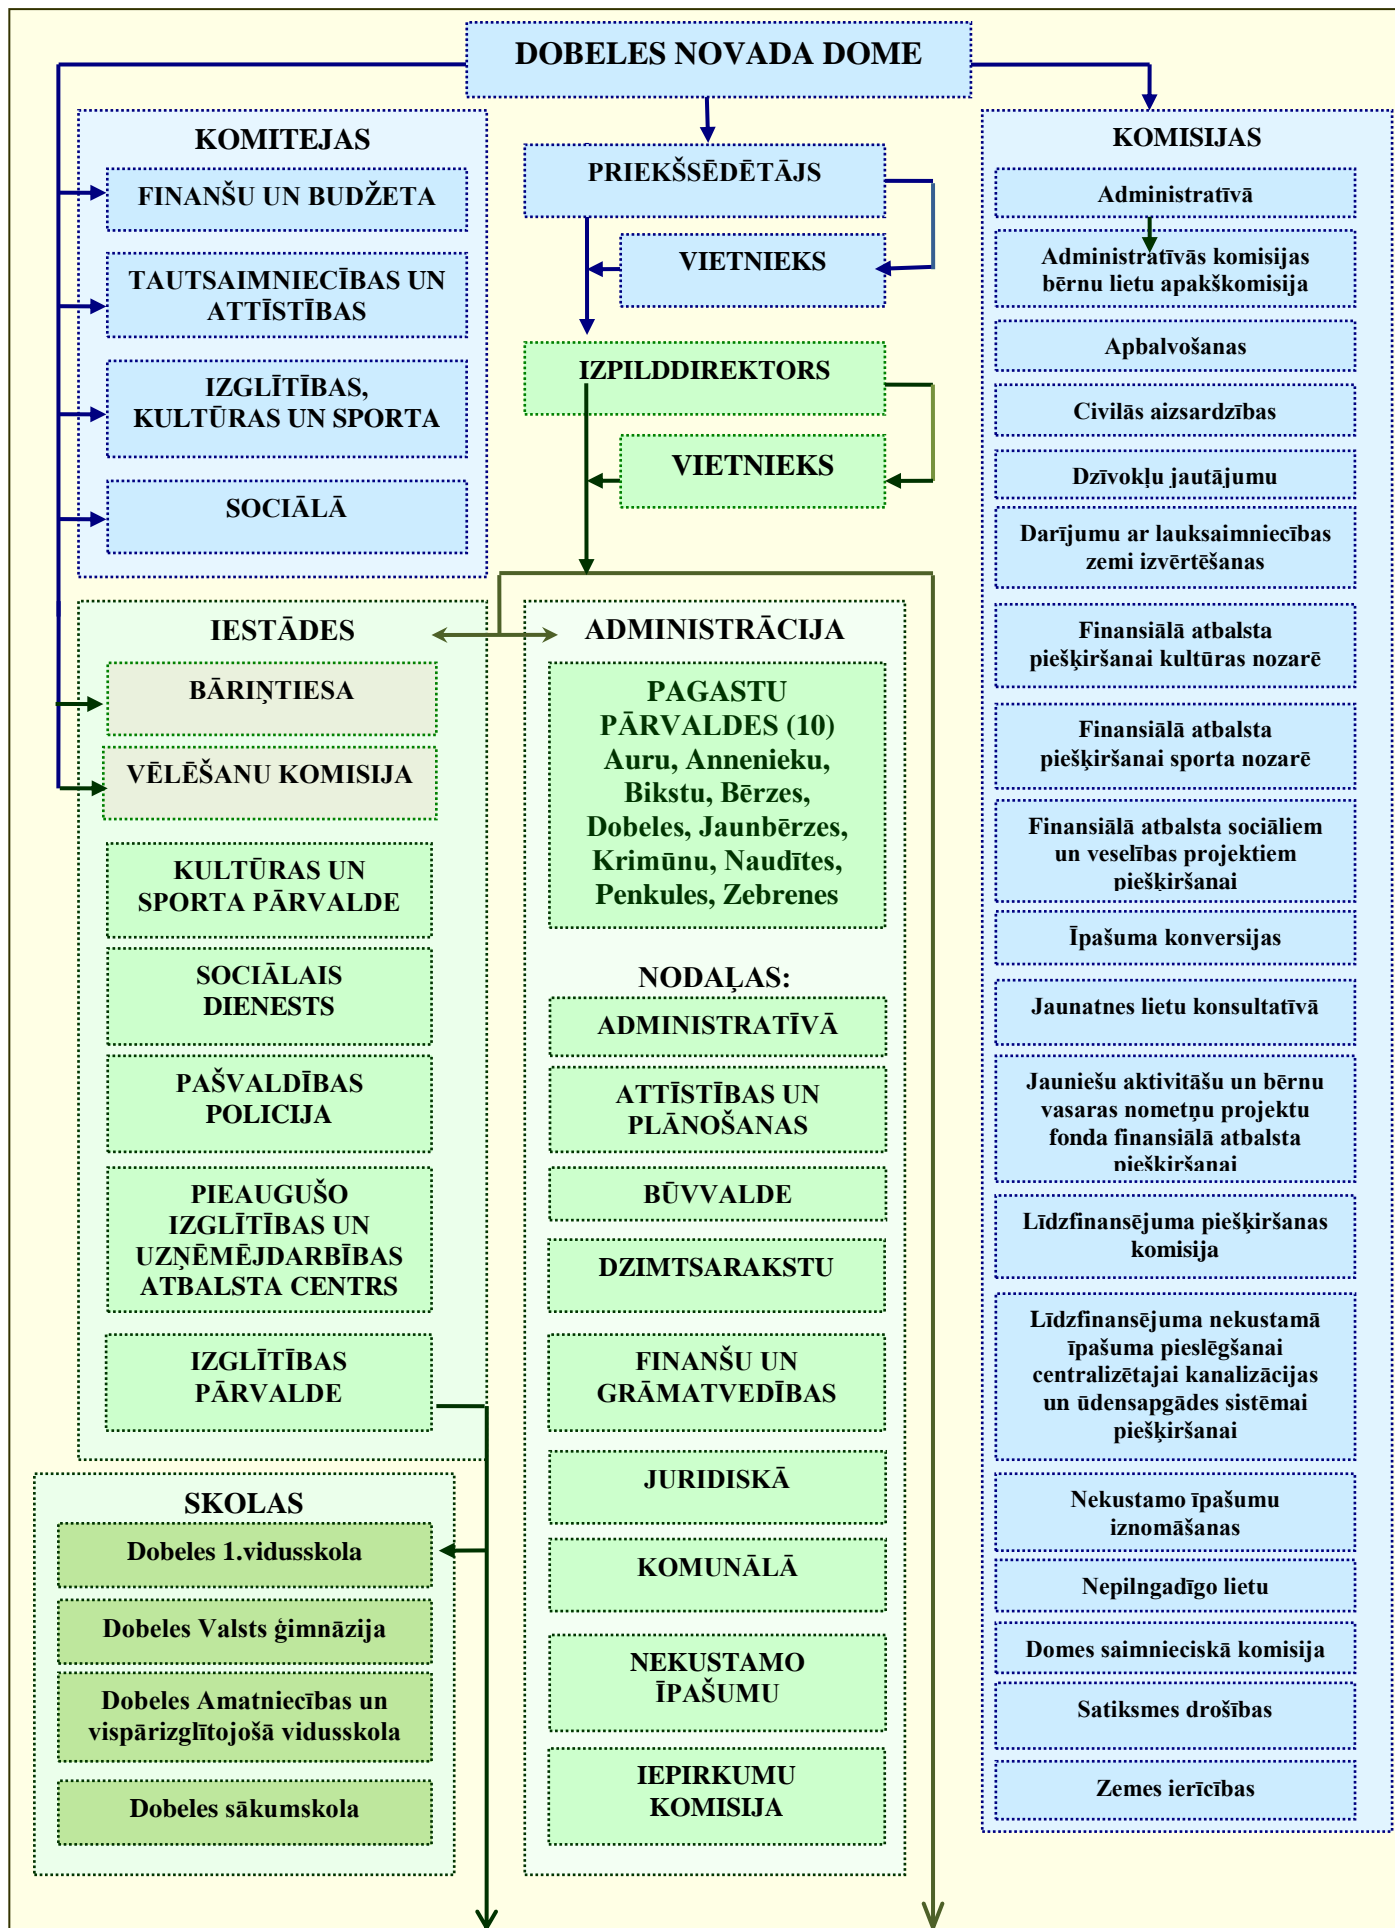 DOBELES NOVADA DOME
KOMITEJAS
FINANŠU UN BUDŽETA
TAUTSAIMNIECĪBAS UN
ATTĪSTĪBAS
IZGLĪTĪBAS,
KULTŪRAS UN SPORTA
SOCIĀLĀ
PRIEKŠSĒDĒTĀJS
VIETNIEKS
IZPILDDIREKTORS
VIETNIEKS
IESTĀDES
BĀRIŅTIESA
VĒLĒŠANU KOMISIJA
KULTŪRAS UN
SPORTA PĀRVALDE
SOCIĀLAIS
DIENESTS
PAŠVALDĪBAS
POLICIJA
PIEAUGUŠO
IZGLĪTĪBAS UN
UZŅĒMĒJDARBĪBAS
ATBALSTA CENTRS
IZGLĪTĪBAS
PĀRVALDE
SKOLAS
Dobeles 1.vidusskola
Dobeles Valsts ģimnāzija
Dobeles Amatniecības un
vispārizglītojošā vidusskola
Dobeles sākumskola
ADMINISTRĀCIJA
PAGASTU
PĀRVALDES (10)
Auru, Annenieku,
Bikstu, Bērzes,
Dobeles, Jaunbērzes,
Krimūnu, Naudītes,
Penkules, Zebrenes
NODAĻAS:
ADMINISTRATĪVĀ
ATTĪSTĪBAS UN
PLĀNOŠANAS
BŪVVALDE
DZIMTSARAKSTU
FINANŠU UN
GRĀMATVEDĪBAS
JURIDISKĀ
KOMUNĀLĀ
NEKUSTAMO
ĪPAŠUMU
IEPIRKUMU
KOMISIJA
KOMISIJAS
Administratīvā
Administratīvās komisijas
bērnu lietu apakškomisija
Apbalvošanas
Civilās aizsardzības
Dzīvokļu jautājumu
Darījumu ar lauksaimniecības
zemi izvērtēšanas
Finansiālā atbalsta
piešķiršanai kultūras nozarē
Finansiālā atbalsta
piešķiršanai sporta nozarē
Finansiālā atbalsta sociāliem
un veselības projektiem
piešķiršanai
Īpašuma konversijas
Jaunatnes lietu konsultatīvā
Jauniešu aktivitāšu un bērnu
vasaras nometņu projektu
fonda finansiālā atbalsta
piešķiršanai
Līdzfinansējuma piešķiršanas
komisija
Līdzfinansējuma nekustamā
īpašuma pieslēgšanai
centralizētajai kanalizācijas
un ūdensapgādes sistēmai
piešķiršanai
Nekustamo īpašumu
iznomāšanas
Nepilngadīgo lietu
Domes saimnieciskā komisija
Satiksmes drošības
Zemes ierīcības